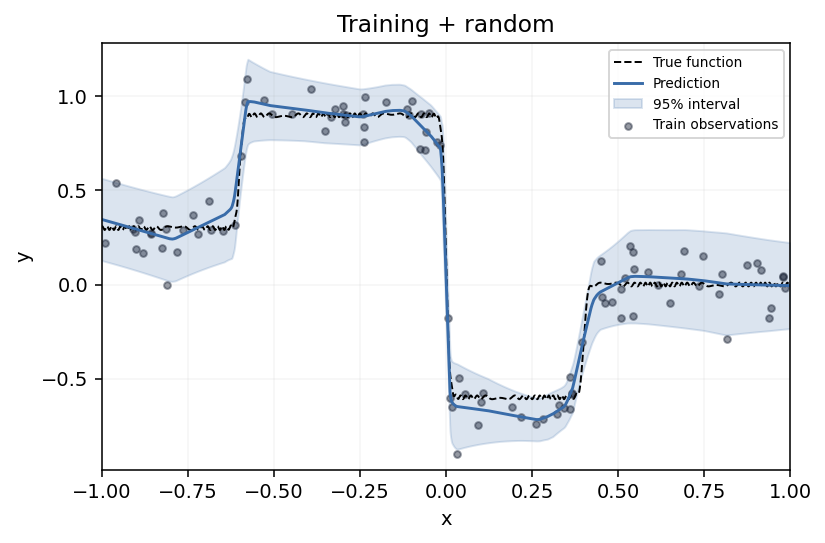 Training + random
True function
Prediction
95% interval
Train observations
1.0
0.5
0.0
−0.5
y
−1.00 −0.75 −0.50 −0.25 0.00 0.25 0.50 0.75 1.00
x